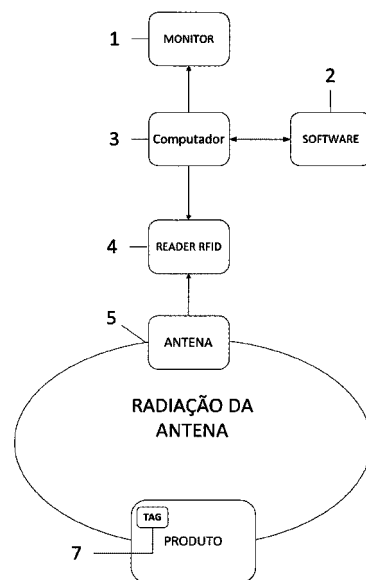 1
MONITOR
2
3
Computador
SOFTWARE
4
READER RFID
5
ANTENA
RADIAÇÃO DA
ANTENA
TAG
PRODUTO
7